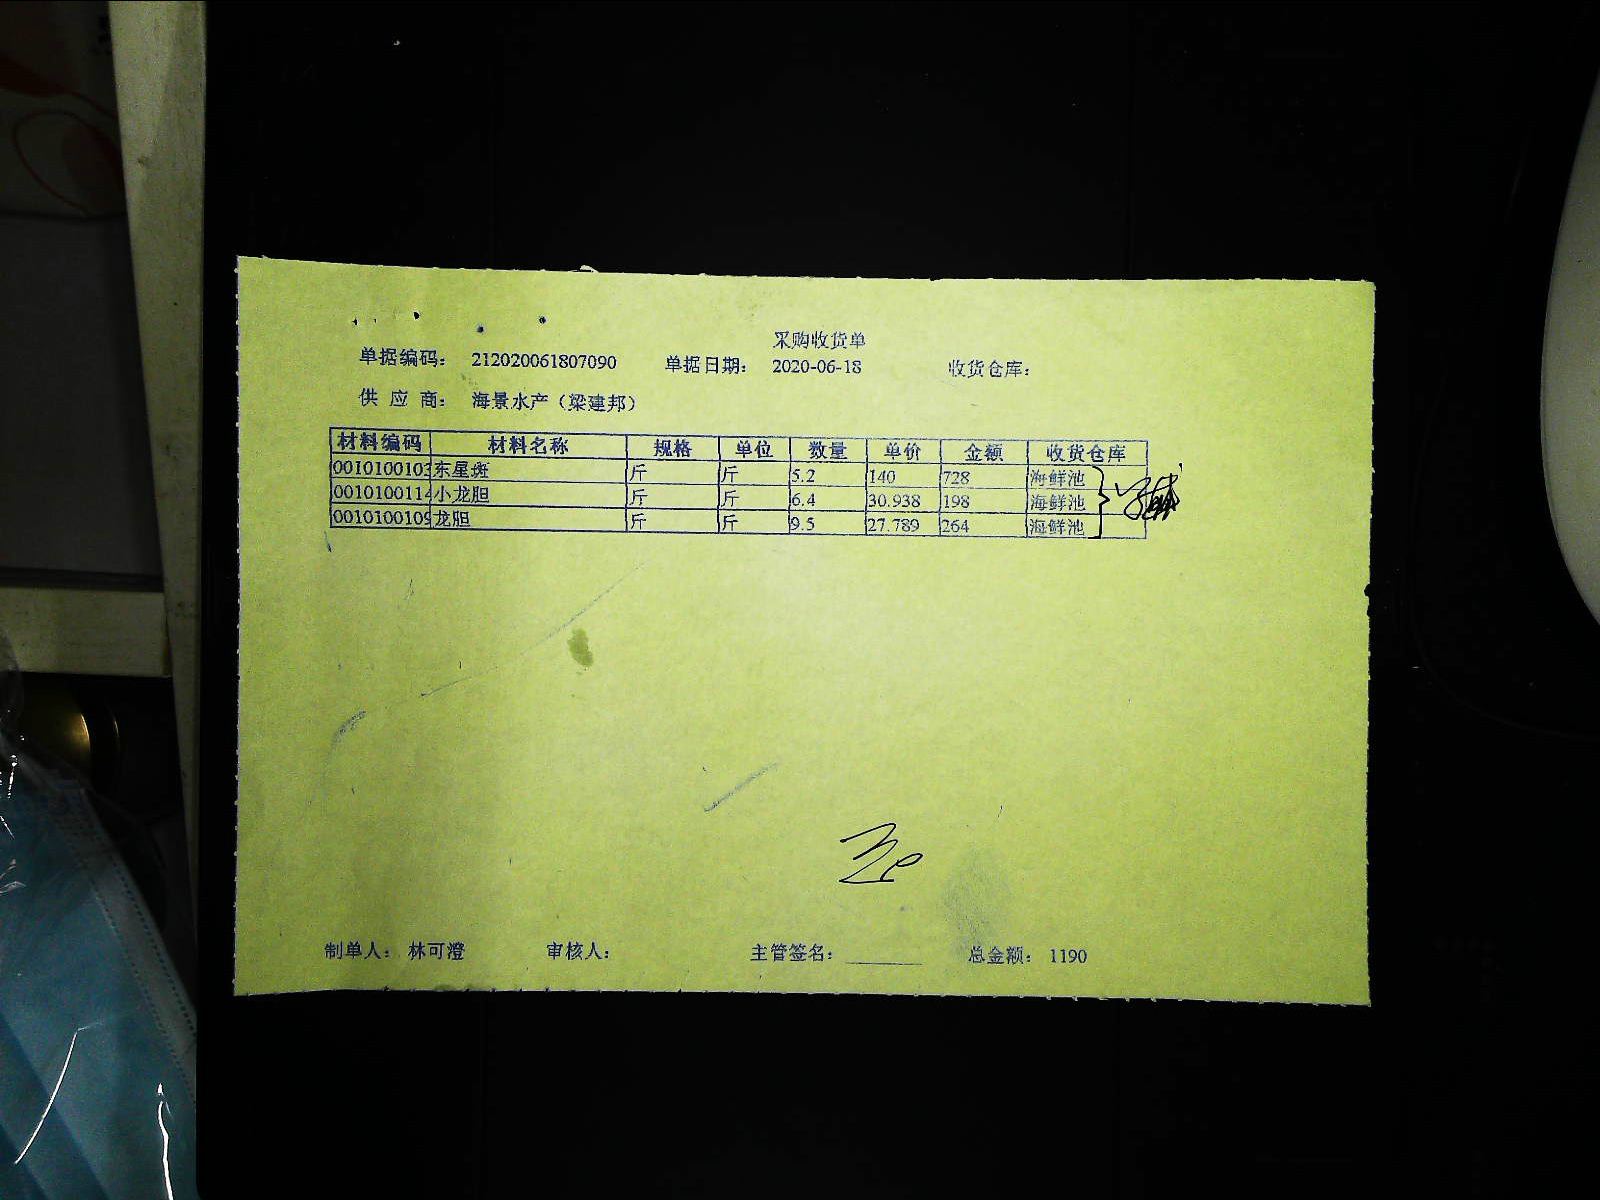 采购收货单
单据编码： 212020061807090 单据日期： 2020-06-18 收货仓库：
供 应 商： 海景水产（梁建邦）
材料编码 材料名称 规格 单位 数量 单价 金额 收货仓库
0010100103 东星斑 斤 斤 5.2 140 728 海鲜池
0010100114 小龙胆 斤 斤 6.4 30.938 198 海鲜池
0010100109 龙胆 斤 斤 9.5 27.789 264 海鲜池
制单人： 林可澄 审核人： 主管签名： 总金额： 1190